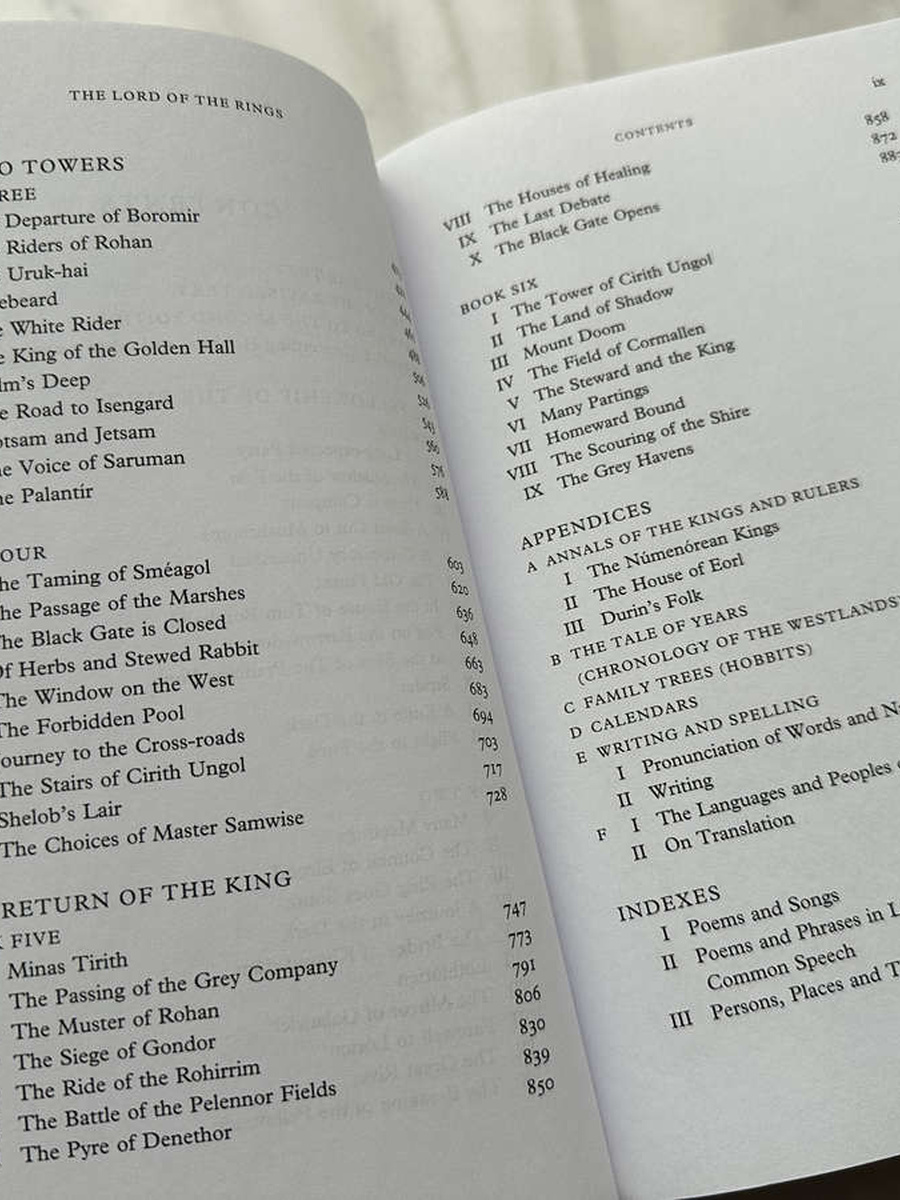 THE LORD OF THE RINGS
O TOWERS
REE
Departure of Boromir
Riders of Rohan
Uruk-hai
ebeard
e White Rider
e King of the Golden Hall 506
lm's Deep 526
e Road to Isengard 543
otsam and Jetsam 560
he Voice of Saruman 576
he Palantír
OUR
he Taming of Sméagol 603
he Passage of the Marshes 620
The Black Gate is Closed 636
Of Herbs and Stewed Rabbit 648
The Window on the West 663
The Forbidden Pool 683
ourney to the Cross-roads 694
The Stairs of Cirith Ungol 703
Shelob's Lair 717
The Choices of Master Samwise 728
RETURN OF THE KING
K FIVE
Minas Tirith 747
The Passing of the Grey Company 773
The Muster of Rohan 791
The Siege of Gondor 806
The Ride of the Rohirrim 830
The Battle of the Pelennor Fields 839
The Pyre of Denethor 850
CONTENTS ix
VIII The Houses of Healing 858
IX The Last Debate 872
X The Black Gate Opens
BOOK SIX
I The Tower of Cirith Ungol
II The Land of Shadow
III Mount Doom
IV The Field of Cormallen
V The Steward and the King
VI Many Partings
VII Homeward Bound
VIII The Scouring of the Shire
IX The Grey Havens
APPENDICES
A ANNALS OF THE KINGS AND RULERS
I The Númenórean Kings
II The House of Eorl
III Durin's Folk
B THE TALE OF YEARS
(CHRONOLOGY OF THE WESTLANDS)
C FAMILY TREES (HOBBITS)
D CALENDARS
E WRITING AND SPELLING
I Pronunciation of Words and N
II Writing
F I The Languages and Peoples
II On Translation
INDEXES
I Poems and Songs
II Poems and Phrases in L
Common Speech
III Persons, Places and T